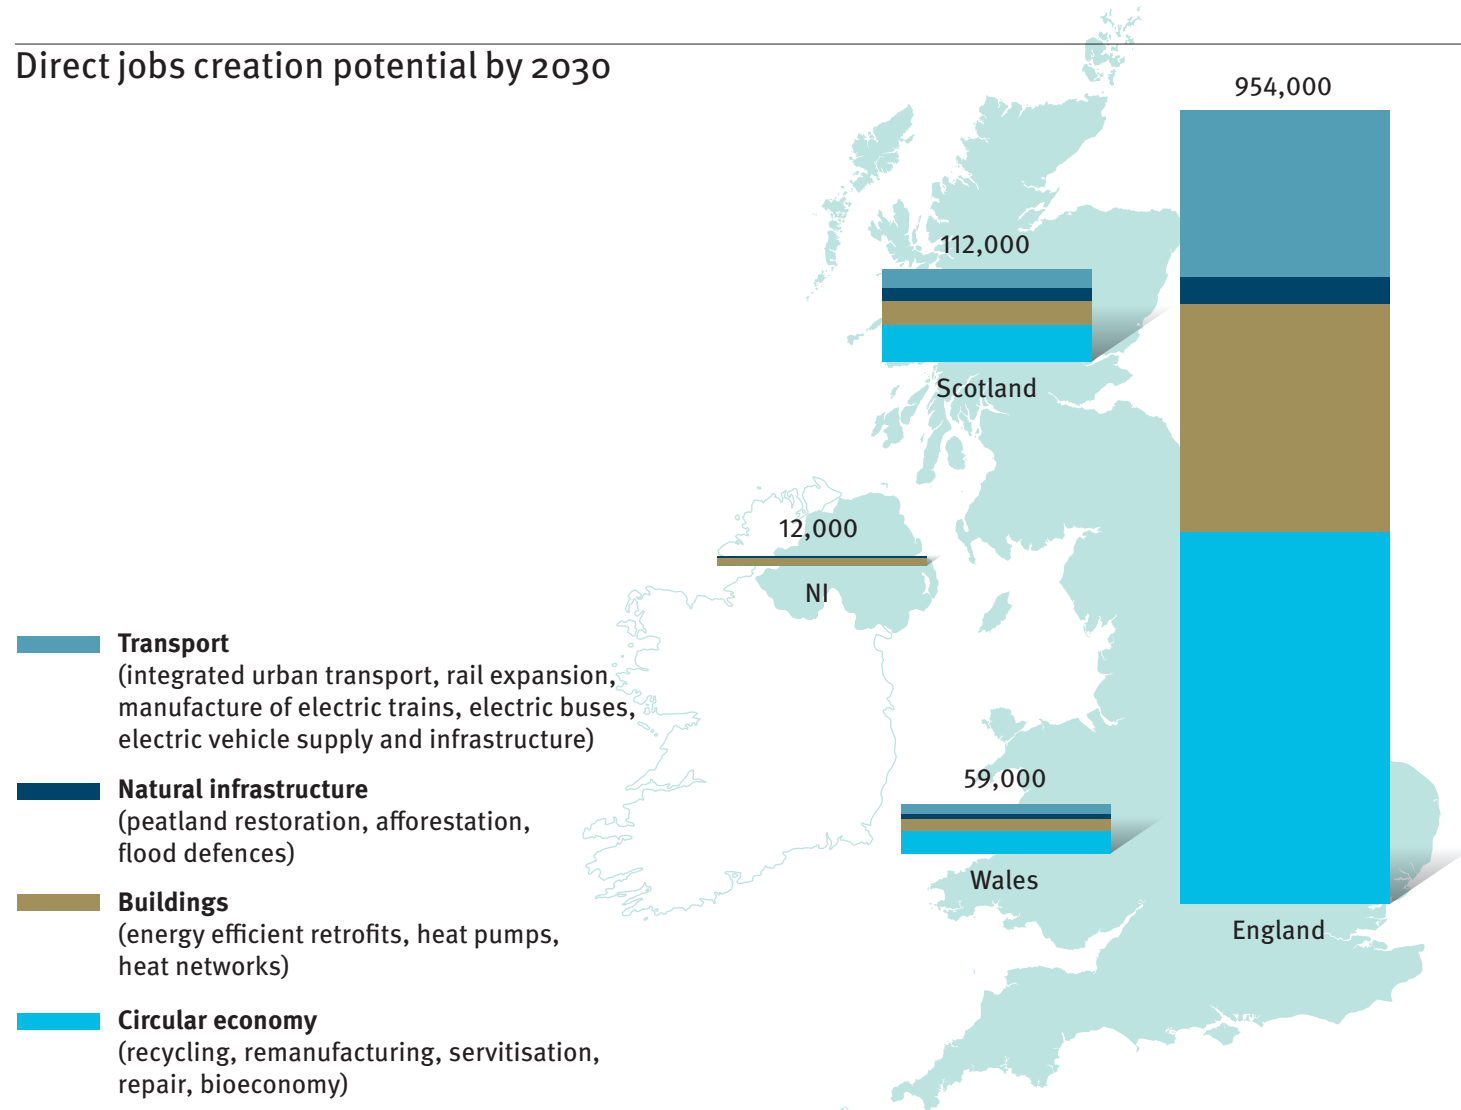 Direct jobs creation potential by 2030
954,000
112,000
Scotland
12,000
NI
59,000
Wales
England
Transport
(integrated urban transport, rail expansion,
manufacture of electric trains, electric buses,
electric vehicle supply and infrastructure)
Natural infrastructure
(peatland restoration, afforestation,
flood defences)
Buildings
(energy efficient retrofits, heat pumps,
heat networks)
Circular economy
(recycling, remanufacturing, servitisation,
repair, bioeconomy)